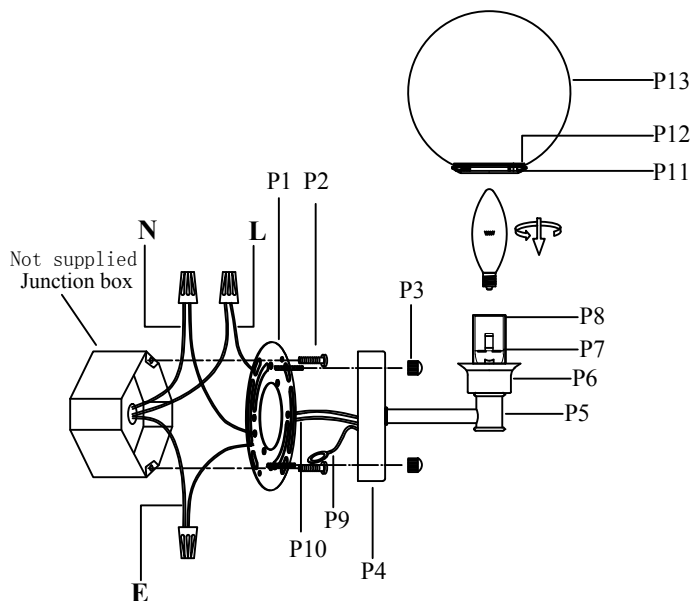 P13
P12
P11
P1
P2
N
L
Not supplied
Junction box
P3
P8
P7
P6
P5
P9
P10
P4
E